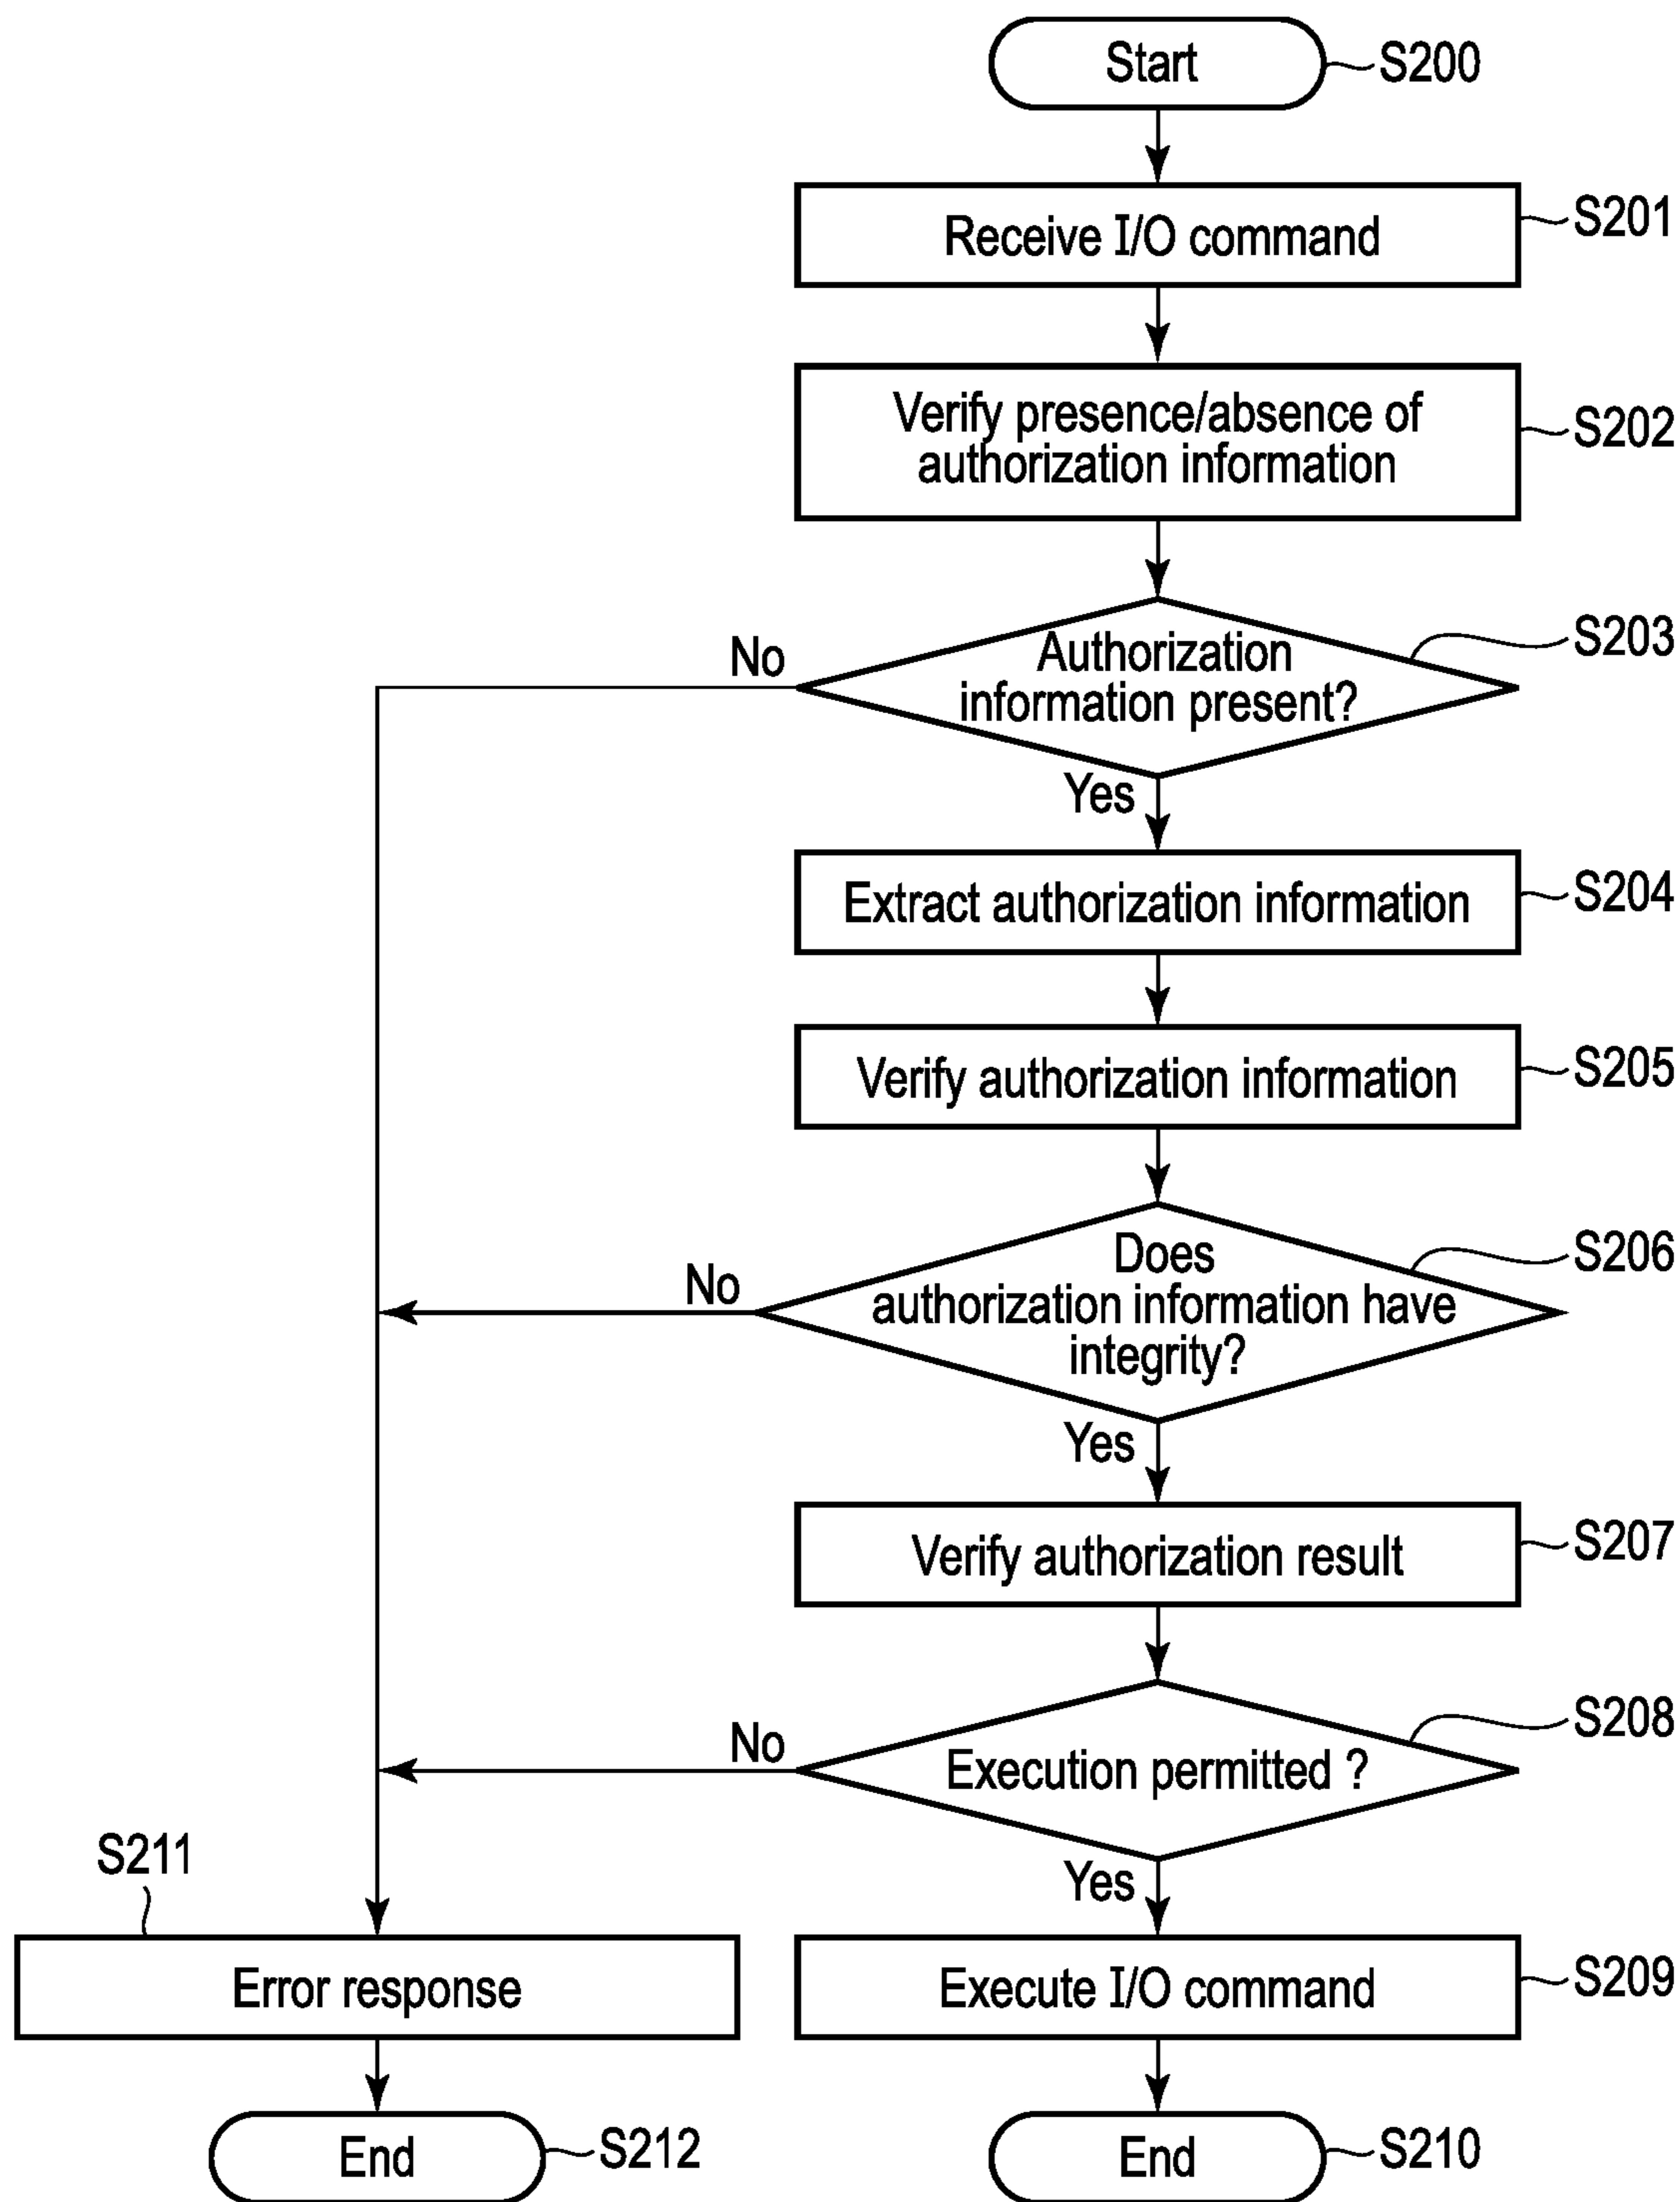 Start
S200
Receive I/O command
S201
Verify presence/absence of
authorization information
S202
Authorization
information present?
S203
No
Yes
Extract authorization information
S204
Verify authorization information
S205
Does
authorization information have
integrity?
S206
No
Yes
Verify authorization result
S207
Execution permitted ?
S208
No
Yes
S211
Error response
Execute I/O command
S209
End
S212
End
S210